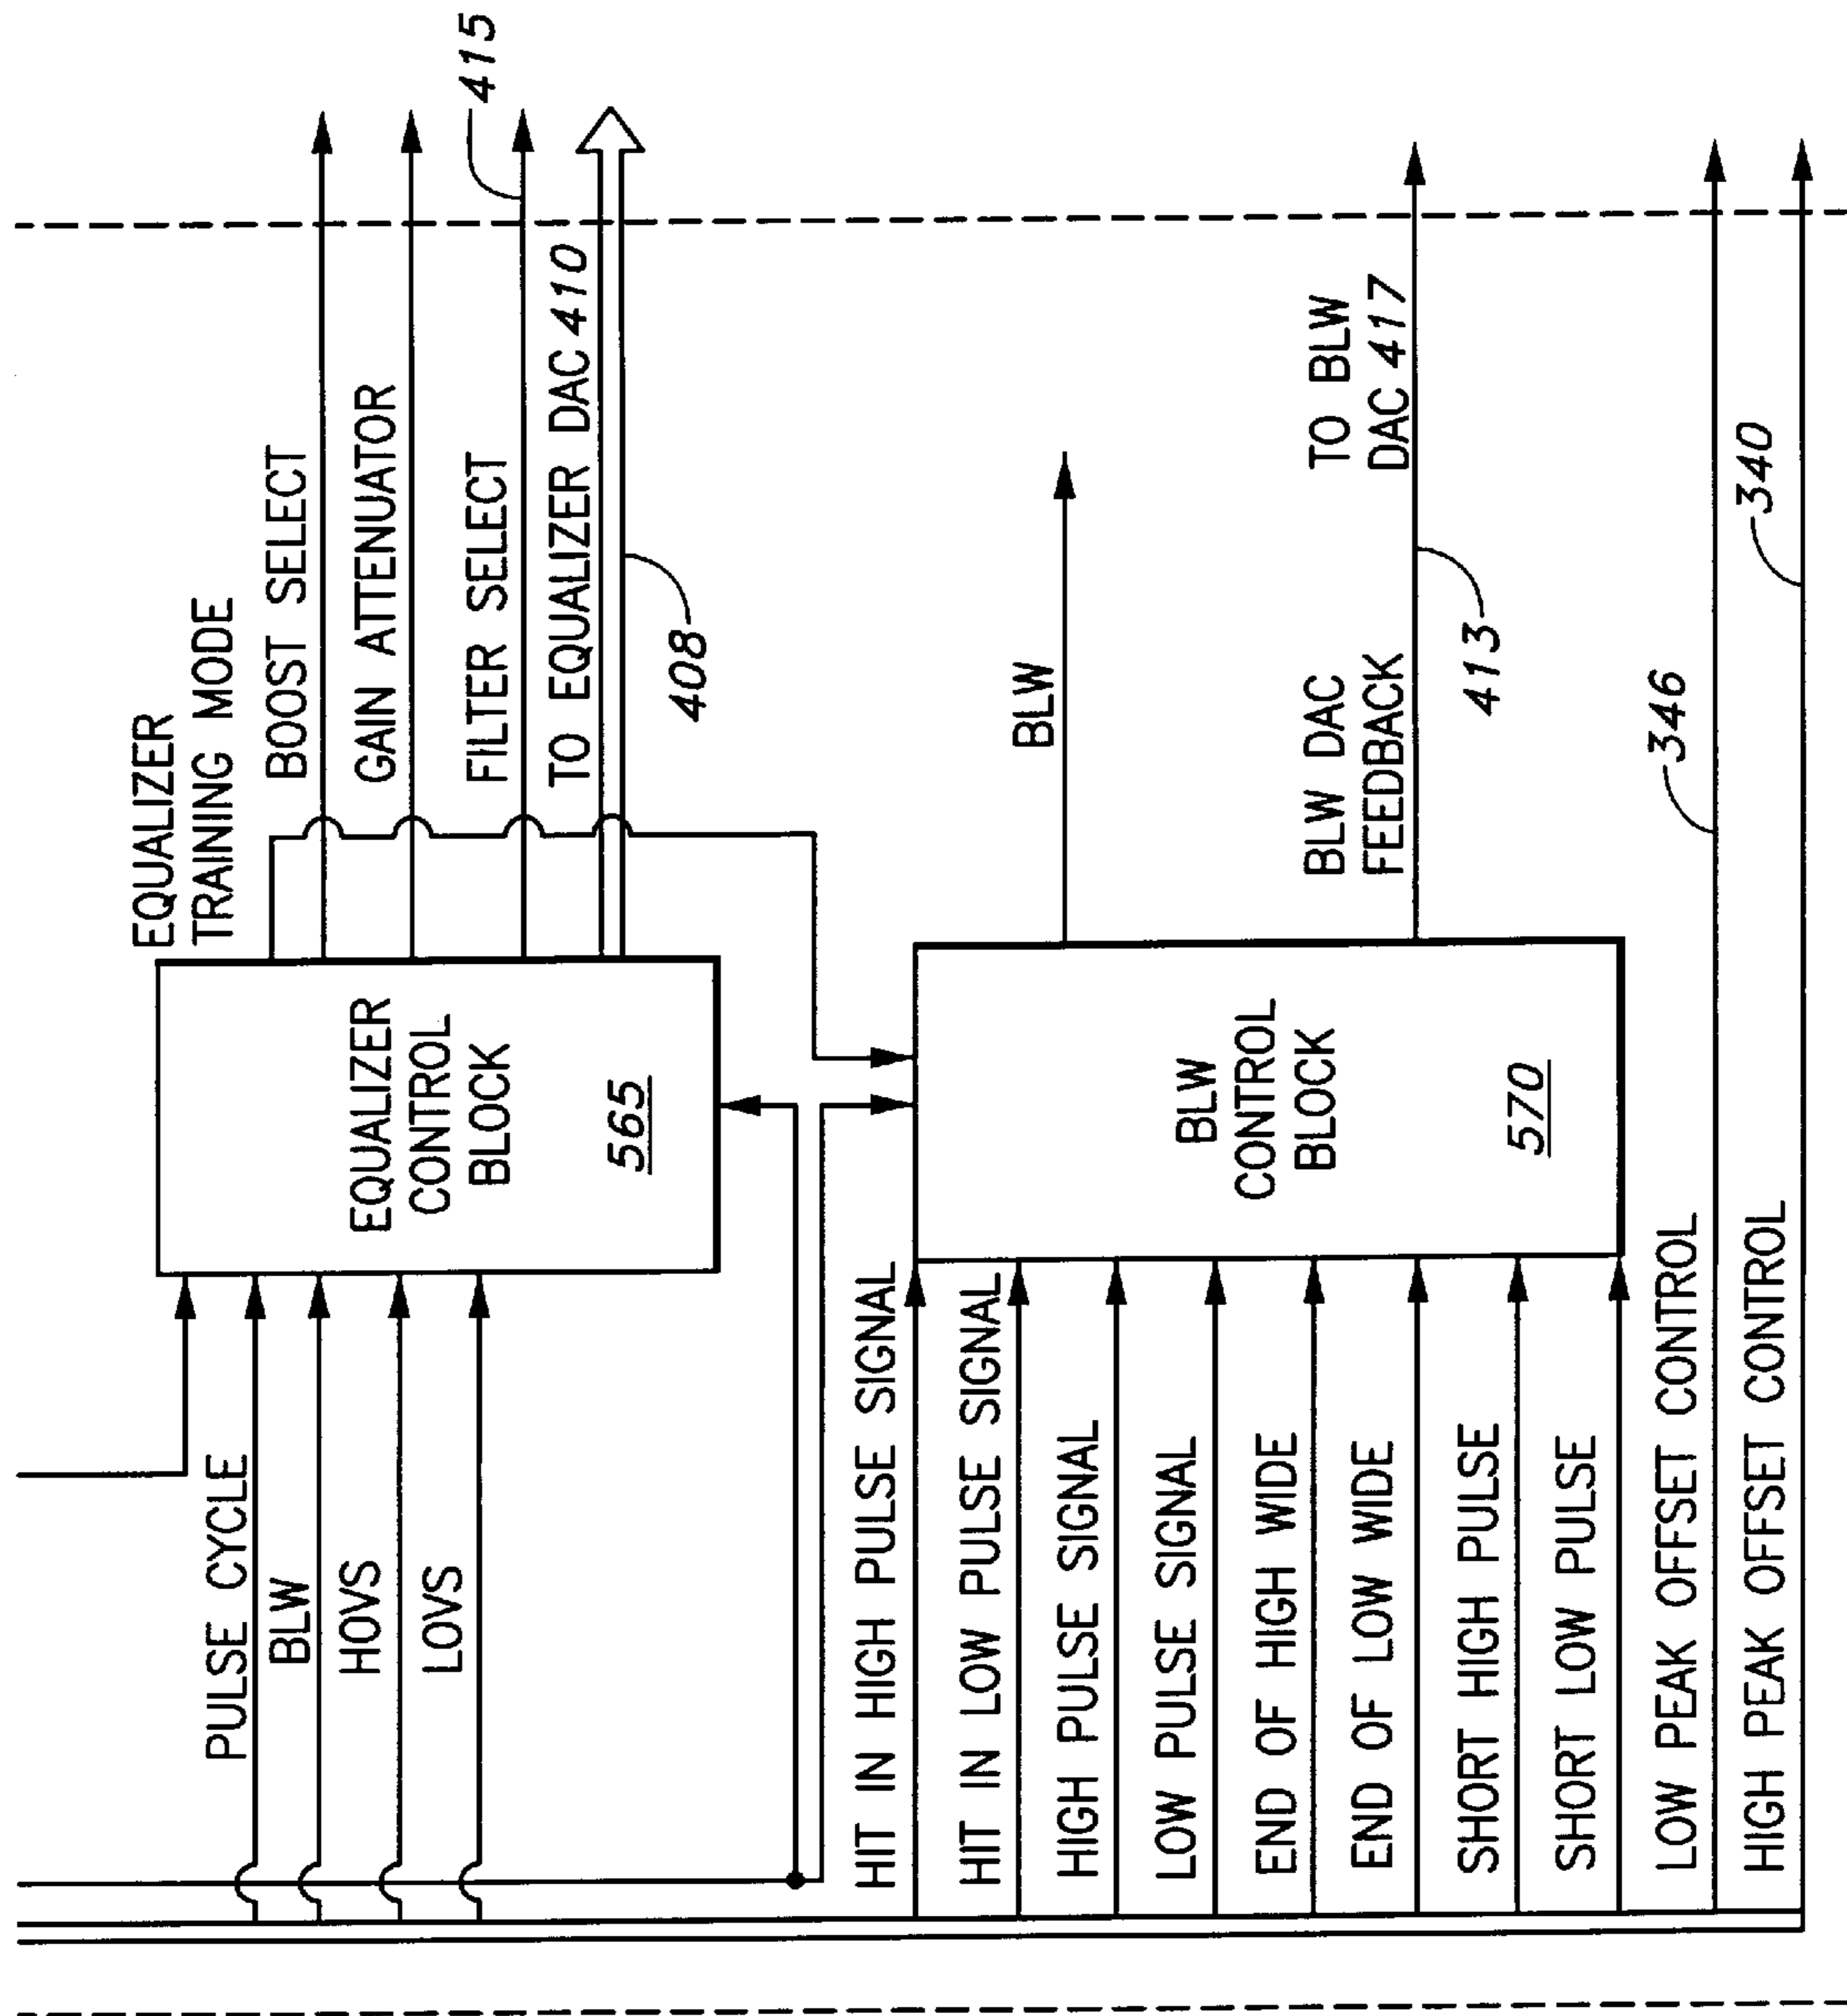 EQUALIZER
TRAINING MODE
BOOST SELECT
GAIN ATTENUATOR
415
FILTER SELECT
TO EQUALIZER DAC 410
408
PULSE CYCLE
BLW
HOVS
LOVS
EQUALIZER
CONTROL
BLOCK
565
HIT IN HIGH PULSE SIGNAL
HIT IN LOW PULSE SIGNAL
HIGH PULSE SIGNAL
LOW PULSE SIGNAL
END OF HIGH WIDE
END OF LOW WIDE
SHORT HIGH PULSE
SHORT LOW PULSE
BLW
CONTROL
BLOCK
570
BLW
BLW DAC
FEEDBACK
TO BLW
DAC 417
413
LOW PEAK OFFSET CONTROL
346
HIGH PEAK OFFSET CONTROL
340